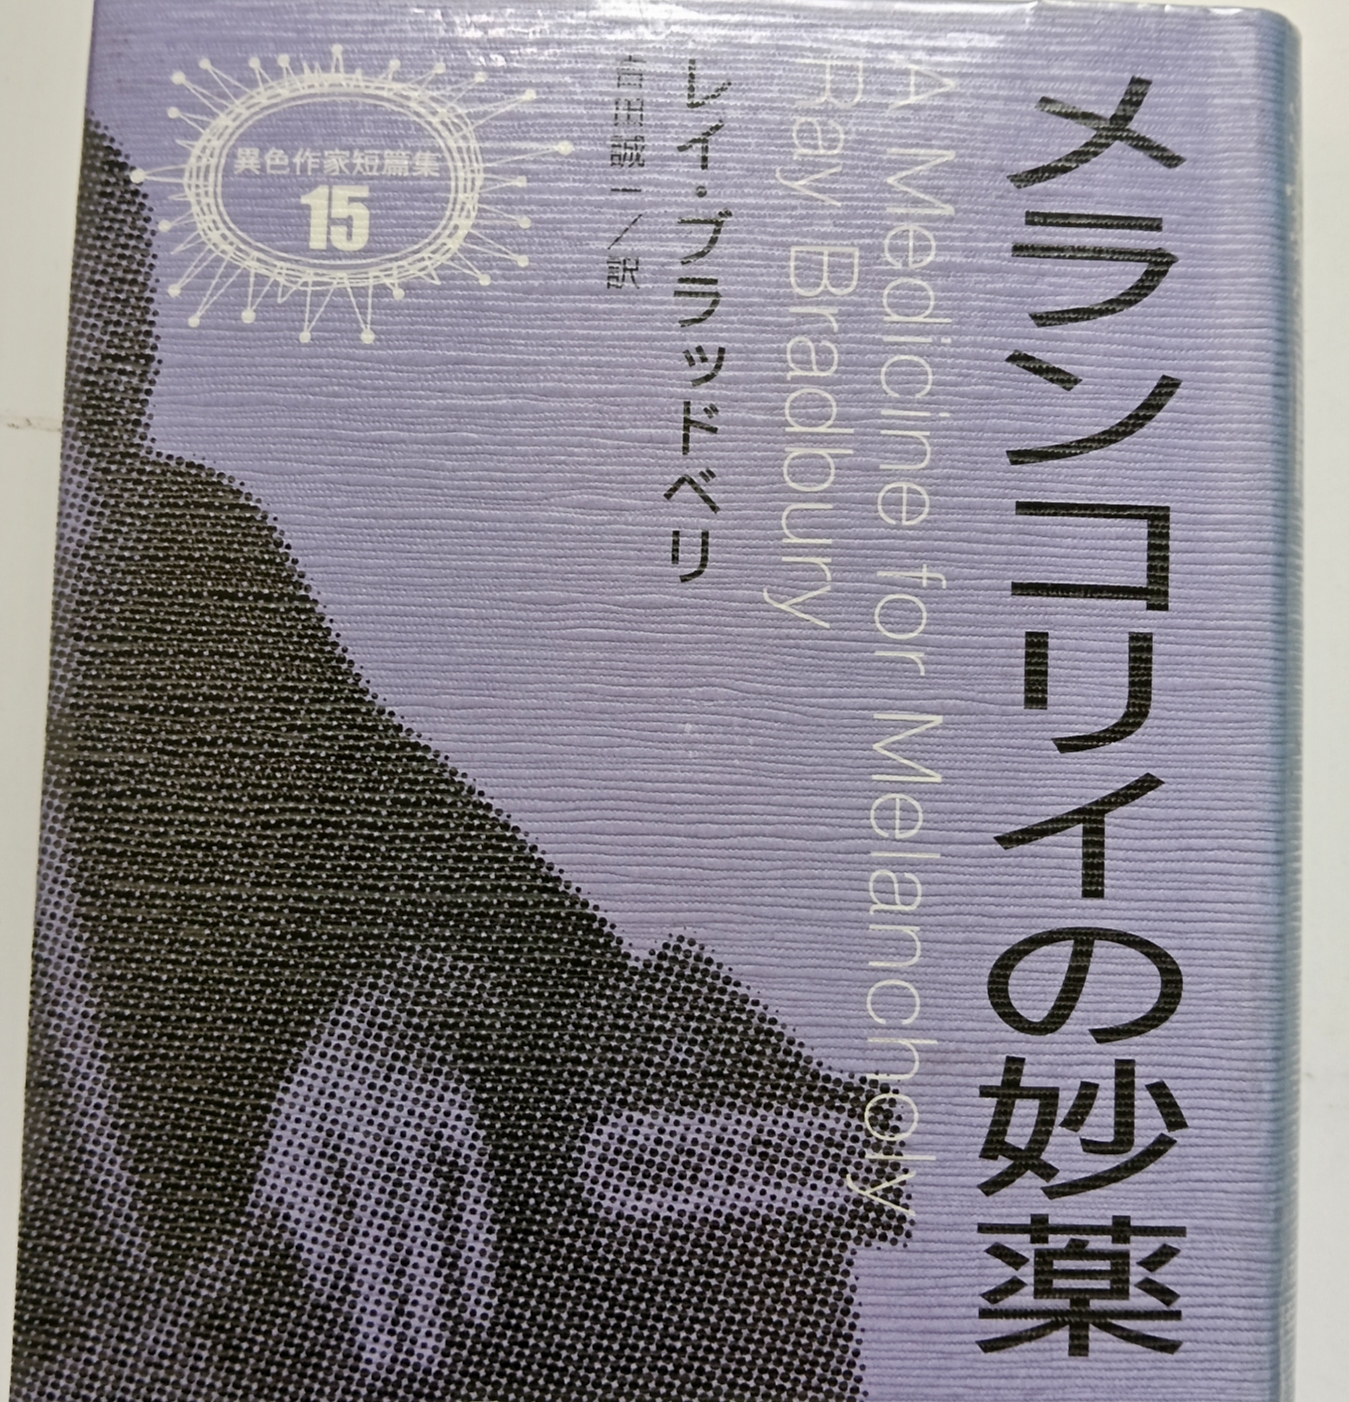 メランコリイの妙薬
A Medicine for Melancholy
Ray Bradbury
レイ・ブラッドベリ
吉田誠一／訳
異色作家短篇集
15